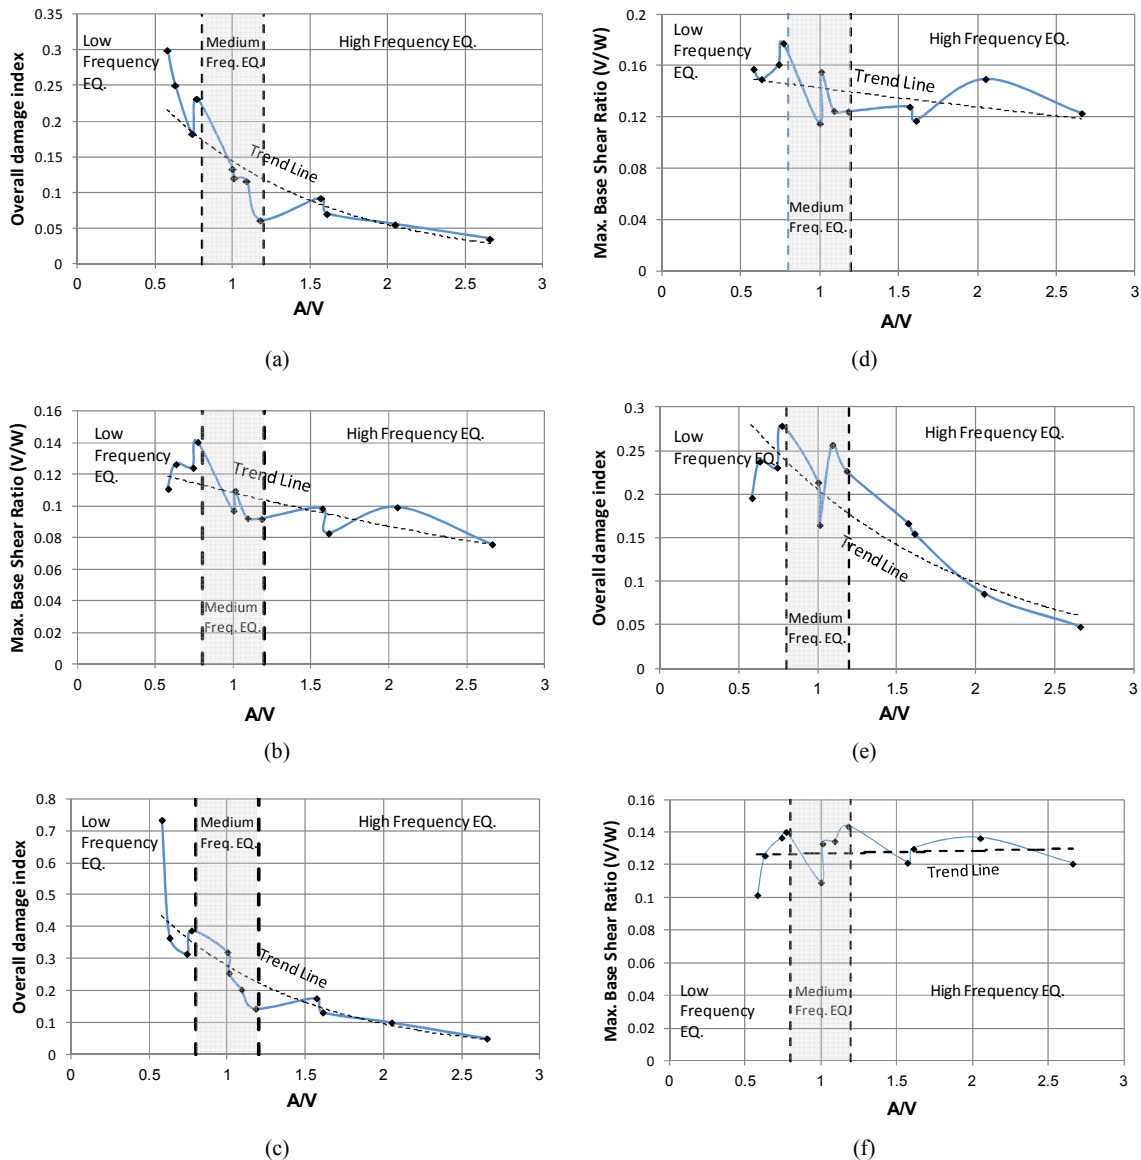 Overall damage index
0.35
0.3
0.25
0.2
0.15
0.1
0.05
0
Low
Frequency
EQ.
Medium
Freq. EQ.
High Frequency EQ.
Trend Line
0 0.5 1 1.5 2 2.5 3
A/V
(a)
Max. Base Shear Ratio (V/W)
0.2
0.16
0.12
0.08
0.04
0
Low
Frequency
EQ.
High Frequency EQ.
Trend Line
Medium
Freq. EQ.
0 0.5 1 1.5 2 2.5 3
A/V
(d)
Max. Base Shear Ratio (V/W)
0.16
0.14
0.12
0.1
0.08
0.06
0.04
0.02
0
Low
Frequency
EQ.
High Frequency EQ.
Trend Line
Medium
Freq. EQ.
0 0.5 1 1.5 2 2.5 3
A/V
(b)
Overall damage index
0.3
0.25
0.2
0.15
0.1
0.05
0
Low
Frequency EQ.
High Frequency EQ.
Trend Line
Medium
Freq. EQ.
0 0.5 1 1.5 2 2.5 3
A/V
(e)
Overall damage index
0.8
0.7
0.6
0.5
0.4
0.3
0.2
0.1
0
Low
Frequency
EQ.
Medium
Freq. EQ.
High Frequency EQ.
Trend Line
0 0.5 1 1.5 2 2.5 3
A/V
(c)
Max. Base Shear Ratio (V/W)
0.16
0.14
0.12
0.1
0.08
0.06
0.04
0.02
0
Trend Line
Low
Frequency
EQ.
Medium
Freq. EQ
High Frequency EQ.
0 0.5 1 1.5 2 2.5 3
A/V
(f)